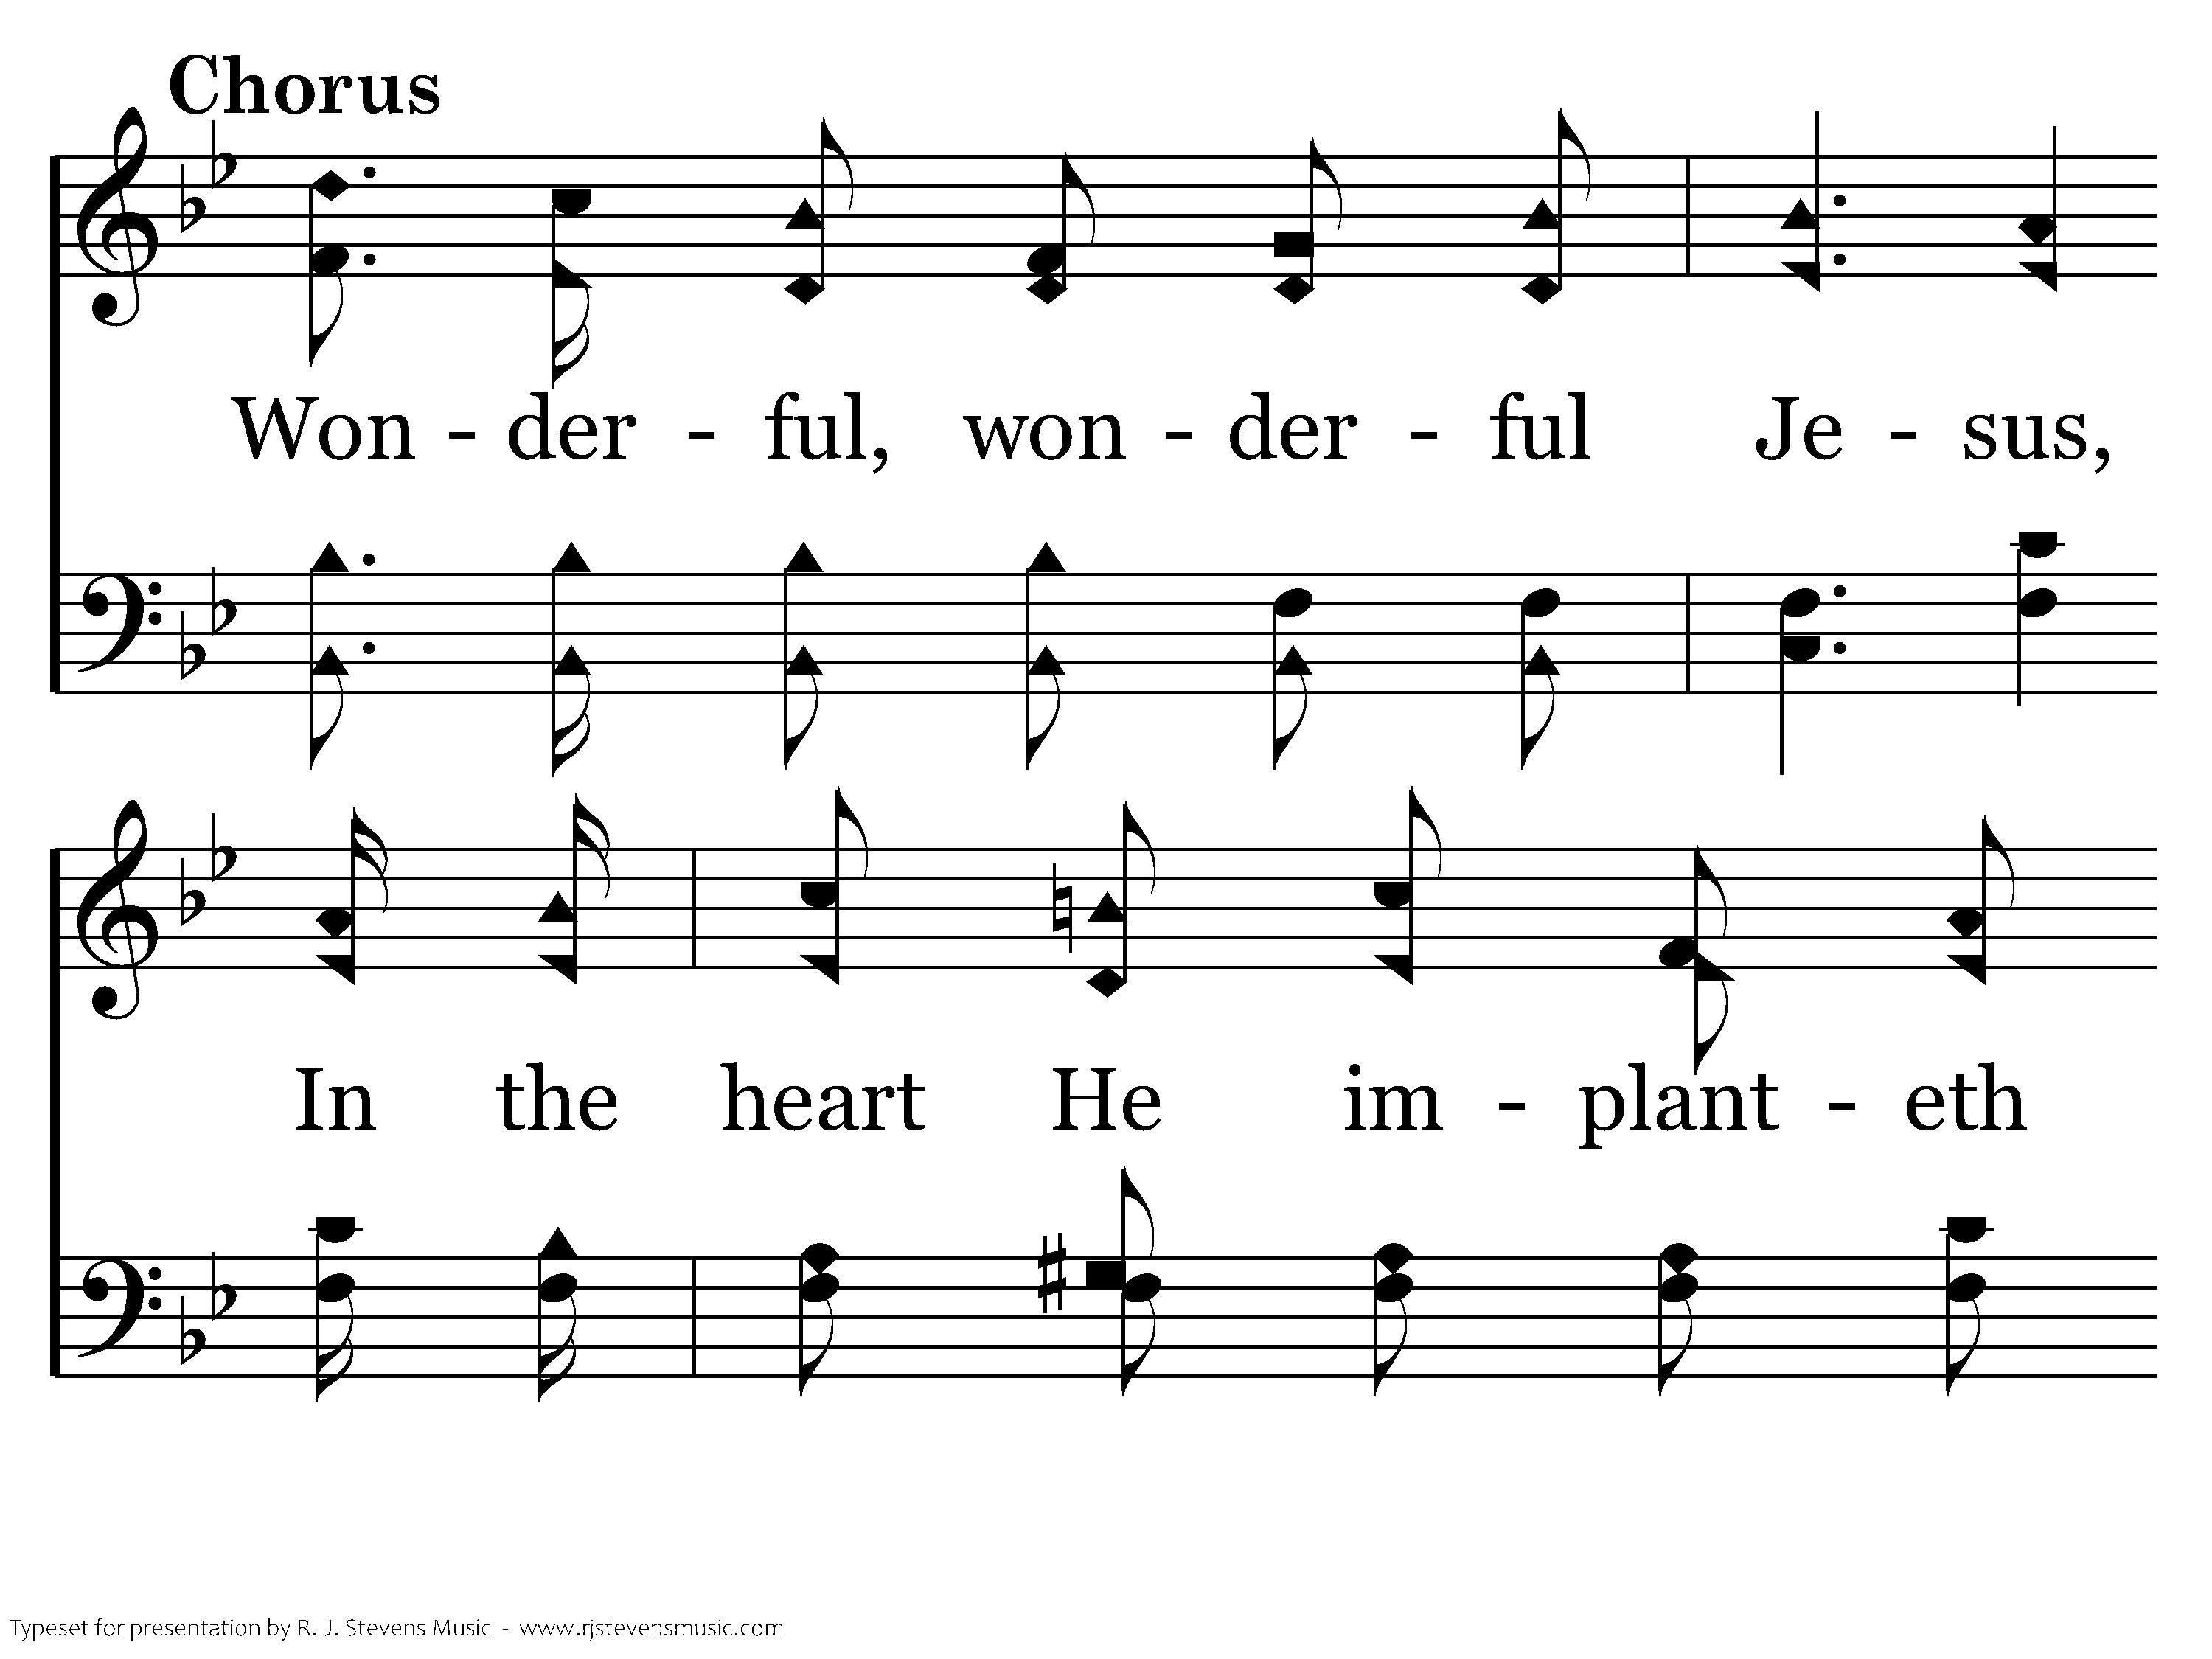 Chorus
Won - der - ful, won - der - ful Je - sus,
In the heart He im - plant - eth
Typeset for presentation by R. J. Stevens Music - www.rjstevensmusic.com